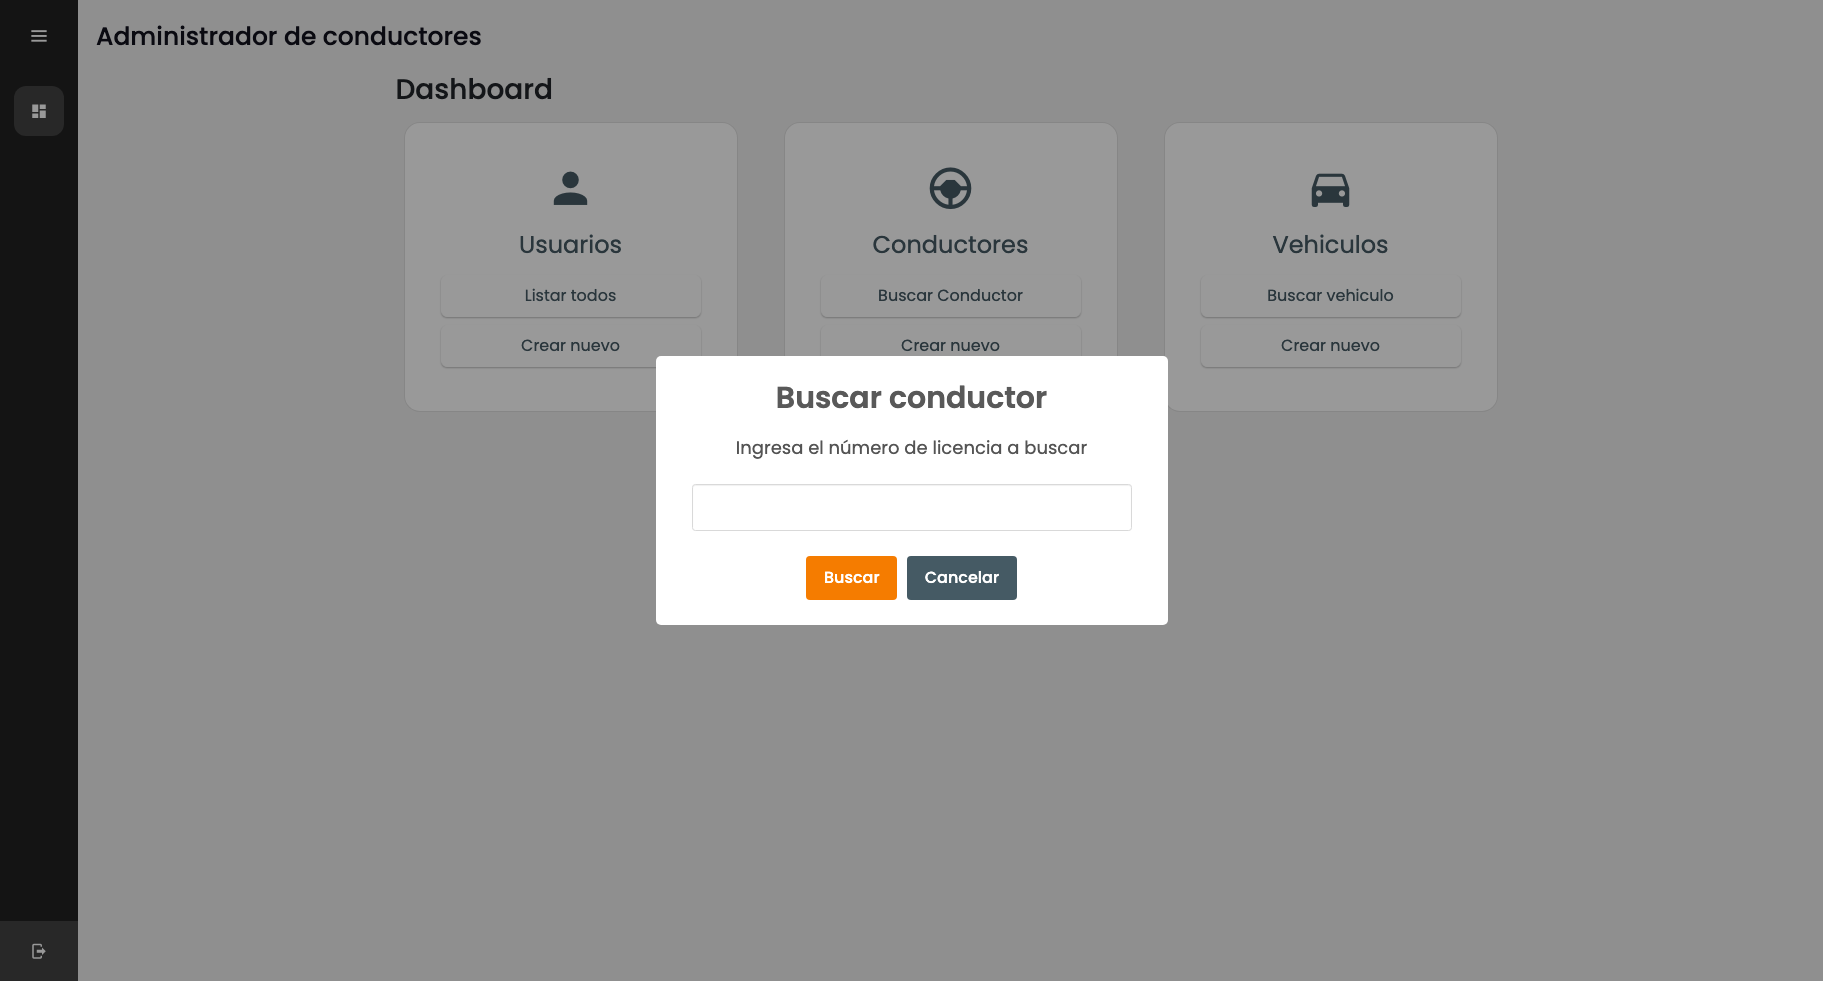 Administrador de conductores
Dashboard
Usuarios
Listar todos
Crear nuevo
Conductores
Buscar Conductor
Crear nuevo
Vehiculos
Buscar vehiculo
Crear nuevo
Buscar conductor
Ingresa el número de licencia a buscar
Buscar
Cancelar